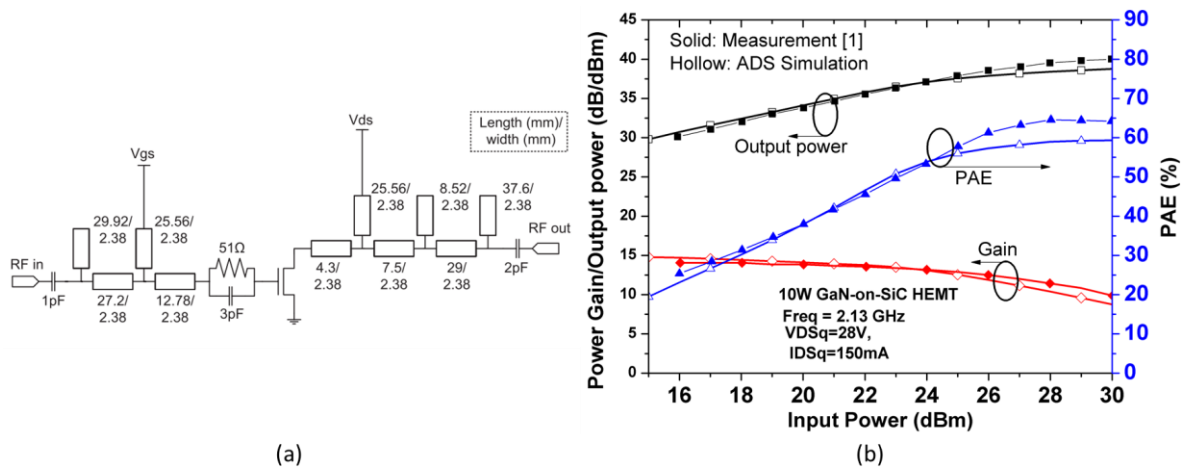 (a)
Vds
Length (mm)/
width (mm)
Vgs
25.56/
2.38
8.52/
2.38
37.6/
2.38
29.92/
2.38
25.56/
2.38
51Ω
RF in
RF out
1pF
27.2/
2.38
12.78/
2.38
3pF
4.3/
2.38
7.5/
2.38
29/
2.38
2pF
(a)
(b)
Power Gain/Output power (dB/dBm)
45
40
35
30
25
20
15
10
5
0
Solid: Measurement [1]
Hollow: ADS Simulation
Output power
PAE
Gain
10W GaN-on-SiC HEMT
Freq = 2.13 GHz
VDSq=28V,
IDSq=150mA
90
80
70
60
50
40
30
20
10
0
PAE (%)
16 18 20 22 24 26 28 30
Input Power (dBm)
(b)